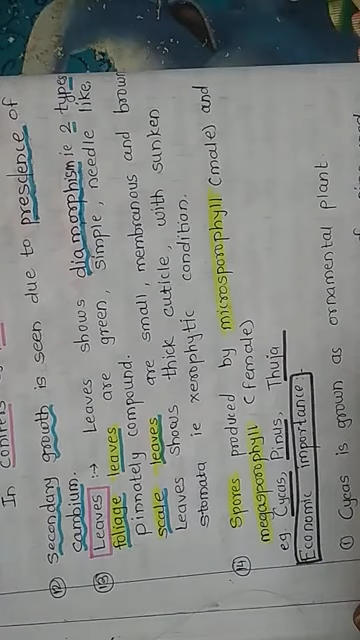 In conifers
⑫ Secondary growth is seen due to presdence of
Cambium.
⑬ Leaves :→ Leaves shows diamorphism ie 2 types
foliage leaves are green, simple, needle like,
Pinnately compound.
scale leaves are small, membranous and brown
Leaves shows thick cuticle, with sunken
stomata ie xerophytic condition.
⑭ Spores produced by microsporophyll (male) and
megasporophyll (female)
eg. Cycas, Pinus, Thuja
Economic importance:-
① Cycas is grown as ornamental plant.